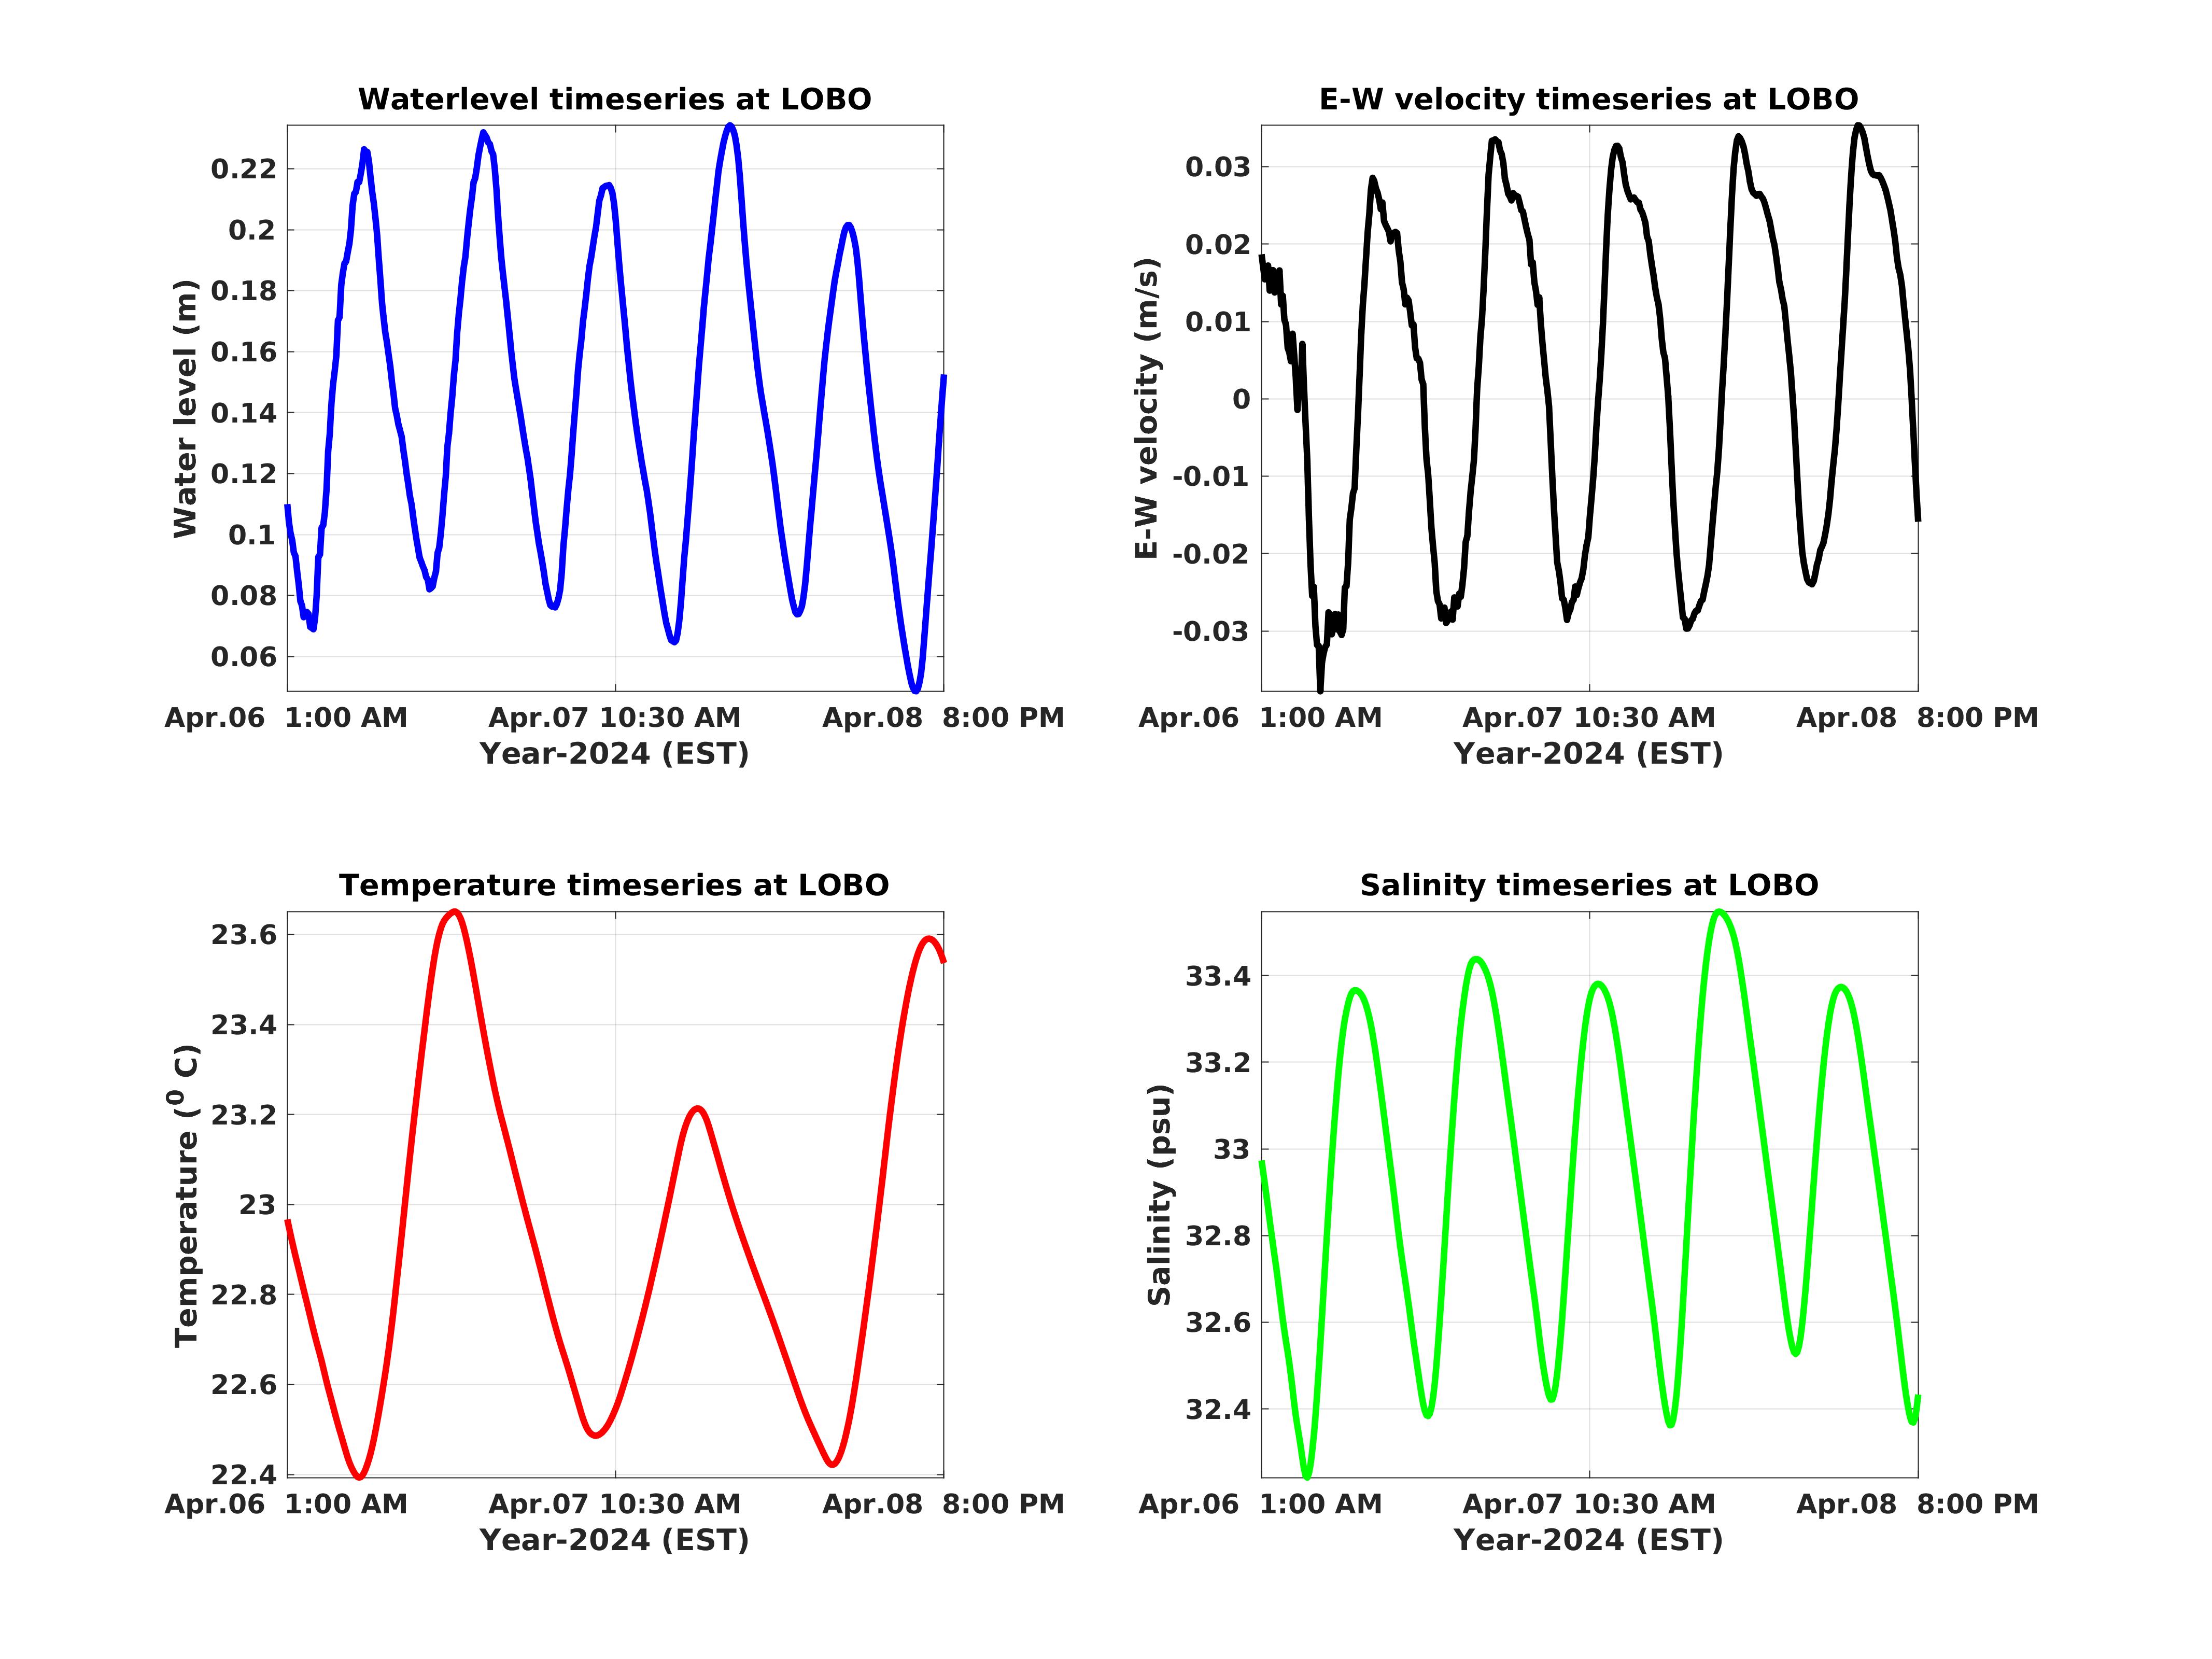 Waterlevel timeseries at LOBO
Water level (m)
0.22
0.2
0.18
0.16
0.14
0.12
0.1
0.08
0.06
Apr.06 1:00 AM Apr.07 10:30 AM Apr.08 8:00 PM
Year-2024 (EST)
E-W velocity timeseries at LOBO
E-W velocity (m/s)
0.03
0.02
0.01
0
-0.01
-0.02
-0.03
Apr.06 1:00 AM Apr.07 10:30 AM Apr.08 8:00 PM
Year-2024 (EST)
Temperature timeseries at LOBO
Temperature (⁰ C)
23.6
23.4
23.2
23
22.8
22.6
22.4
Apr.06 1:00 AM Apr.07 10:30 AM Apr.08 8:00 PM
Year-2024 (EST)
Salinity timeseries at LOBO
Salinity (psu)
33.4
33.2
33
32.8
32.6
32.4
Apr.06 1:00 AM Apr.07 10:30 AM Apr.08 8:00 PM
Year-2024 (EST)